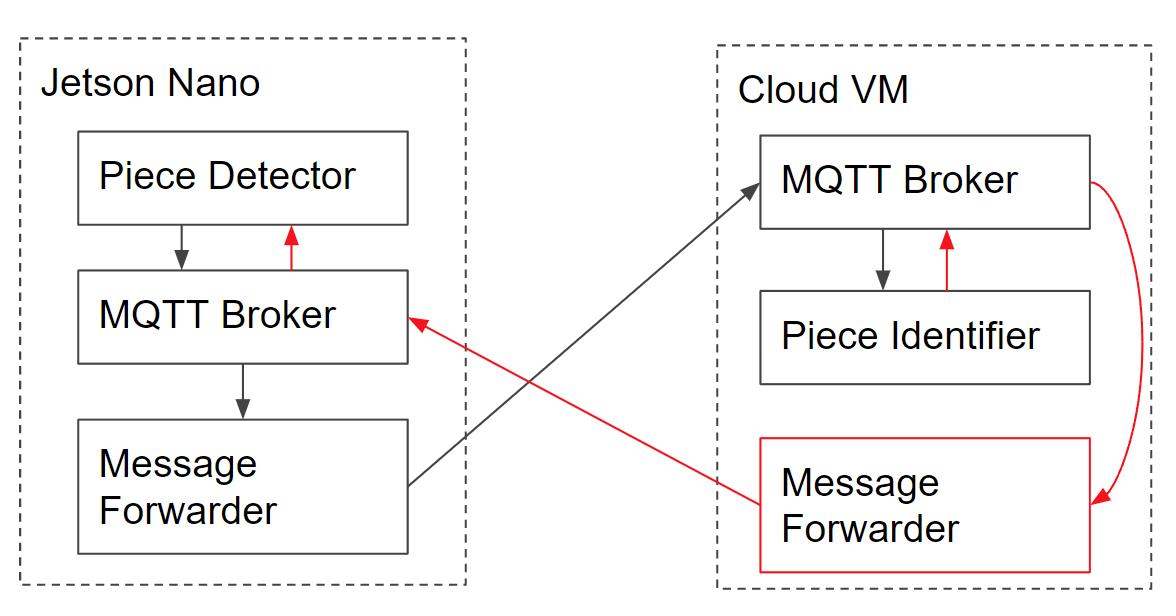 Jetson Nano
Piece Detector
MQTT Broker
Message
Forwarder
Cloud VM
MQTT Broker
Piece Identifier
Message
Forwarder